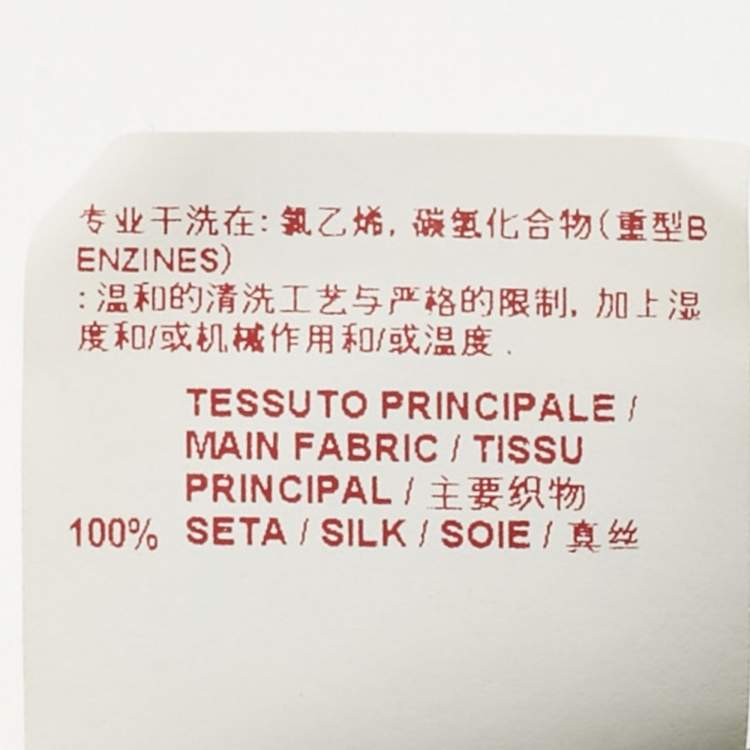 专业干洗在: 氯乙烯, 碳氢化合物(重型B
ENZINES)
:温和的清洗工艺与严格的限制, 加上湿
度和/或机械作用和/或温度 .
TESSUTO PRINCIPALE /
MAIN FABRIC / TISSU
PRINCIPAL / 主要织物
100% SETA / SILK / SOIE / 真丝